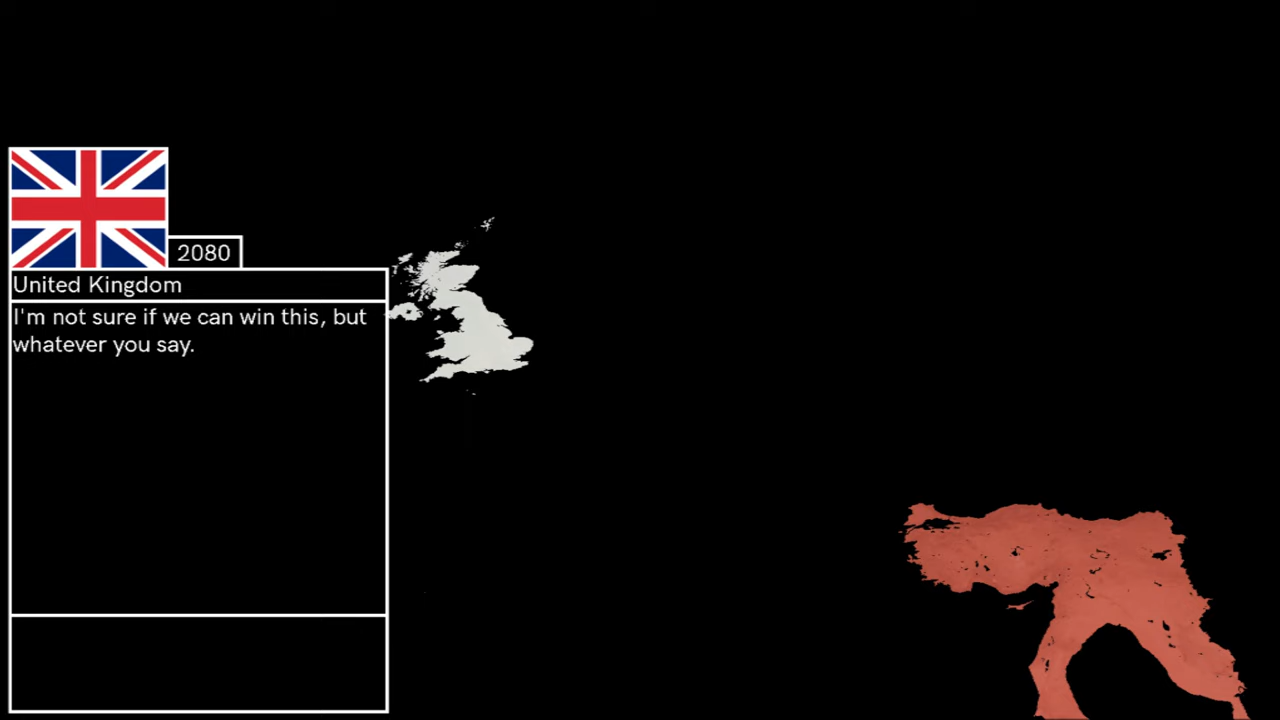 2080
United Kingdom
I'm not sure if we can win this, but
whatever you say.